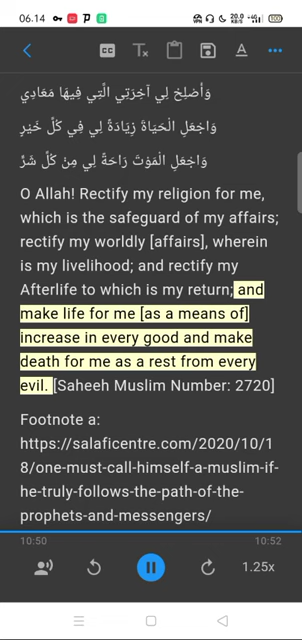 06.14
20.0
KB/s
4G
CC
A
وَأَصْلِحْ لِي آخِرَتِي الَّتِي فِيهَا مَعَادِي
وَاجْعَلِ الْحَيَاةَ زِيَادَةً لِي فِي كُلِّ خَيْرٍ
وَاجْعَلِ الْمَوْتَ رَاحَةً لِي مِنْ كُلِّ شَرٍّ
O Allah! Rectify my religion for me,
which is the safeguard of my affairs;
rectify my worldly [affairs], wherein
is my livelihood; and rectify my
Afterlife to which is my return; and
make life for me [as a means of]
increase in every good and make
death for me as a rest from every
evil. [Saheeh Muslim Number: 2720]
Footnote a:
https://salaficentre.com/2020/10/1
8/one-must-call-himself-a-muslim-if-
he-truly-follows-the-path-of-the-
prophets-and-messengers/
10:50
10:52
1.25x